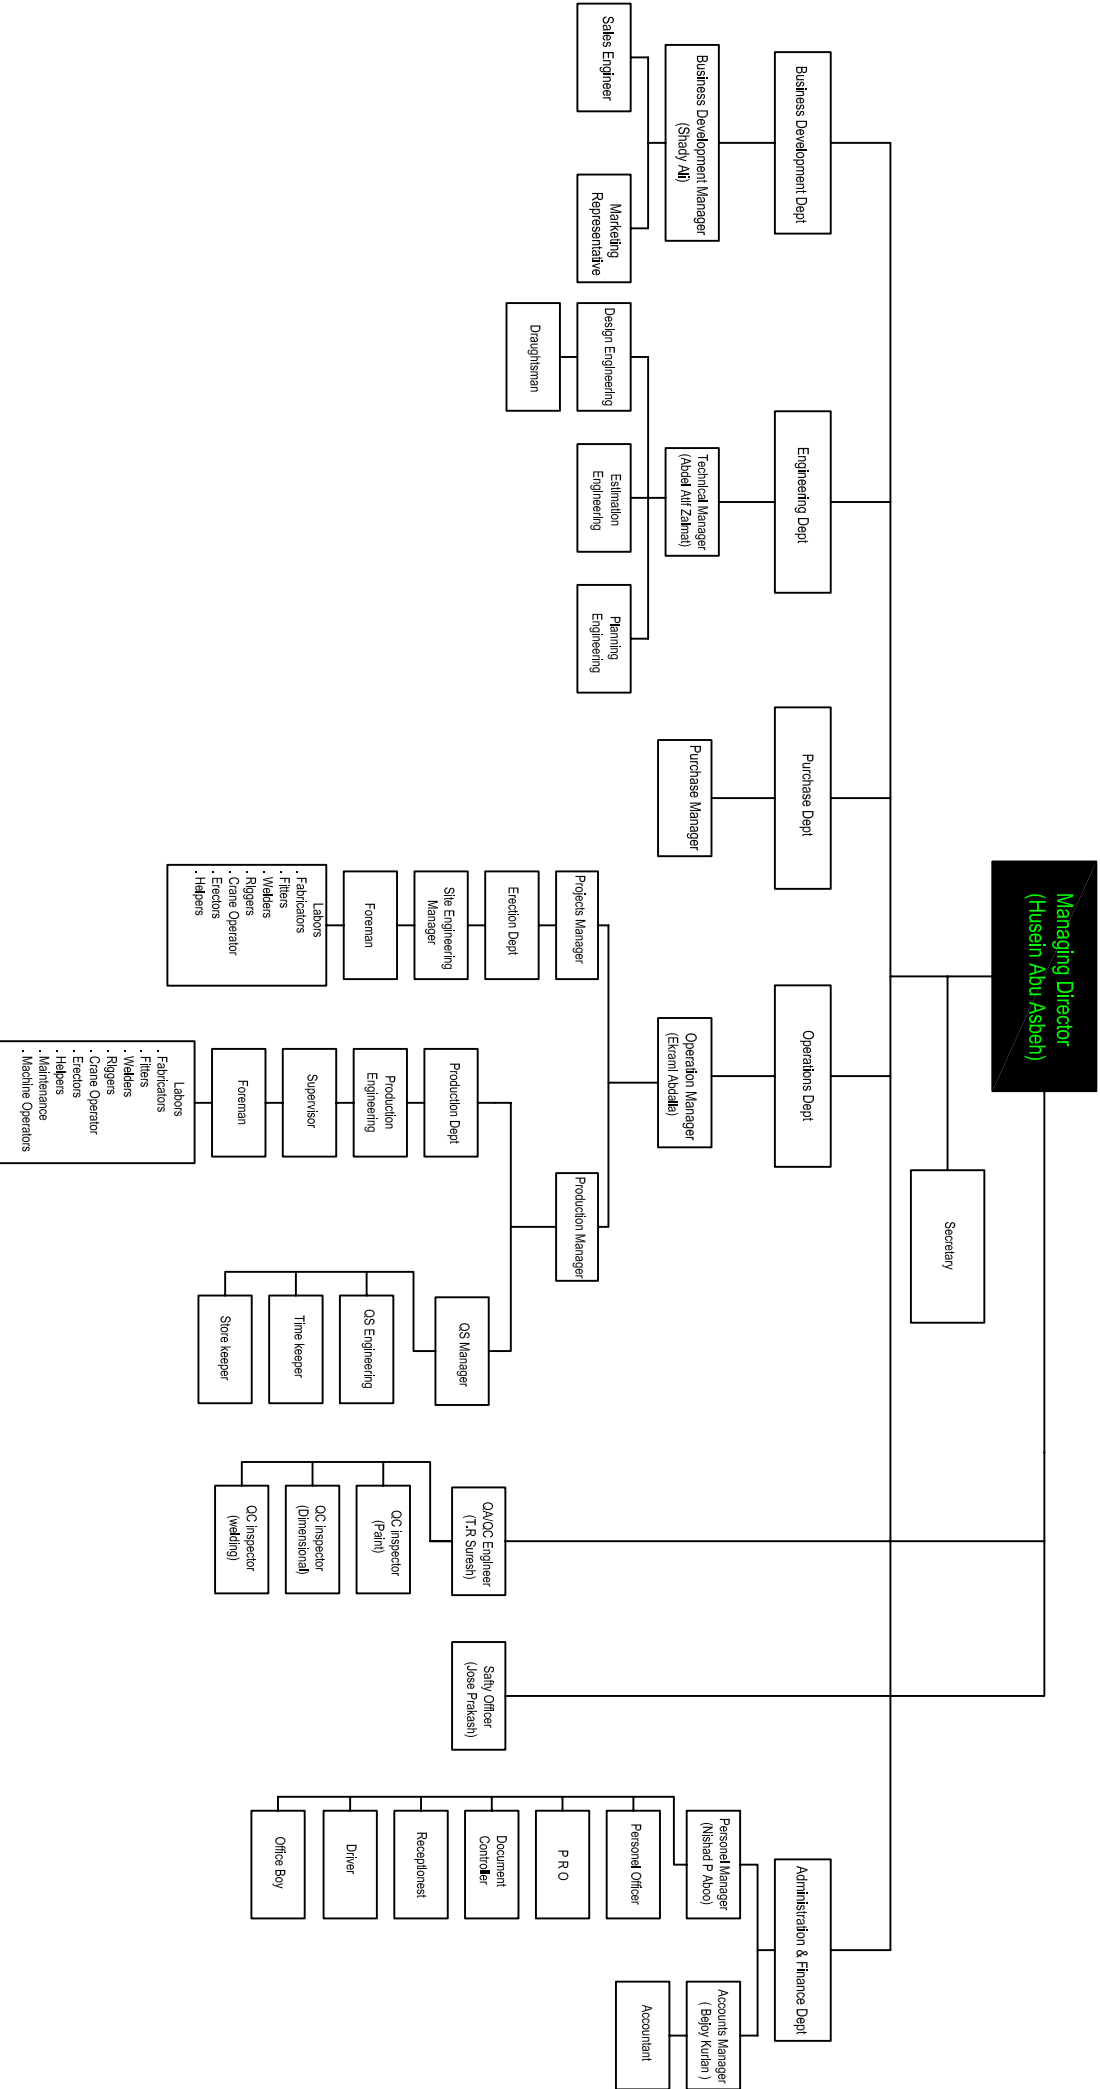 Managing Director
(Husein Abu Asbeh)
Secretary
Business Development Dept
Engineering Dept
Purchase Dept
Operations Dept
Administration & Finance Dept
Business Development Manager
(Shady Ali)
Sales Engineer
Marketing
Representative
Technical Manager
(Abdel Atif Zalmat)
Design Engineering
Draughtsman
Estimation
Engineering
Planning
Engineering
Purchase Manager
Operation Manager
(Ekrami Abdalla)
Projects Manager
Erection Dept
Site Engineering
Manager
Foreman
Labors
. Fabricators
. Fitters
. Welders
. Riggers
. Crane Operator
. Erectors
. Helpers
Production Manager
Production Dept
Production
Engineering
Supervisor
Foreman
Labors
. Fabricators
. Fitters
. Welders
. Riggers
. Crane Operator
. Erectors
. Helpers
. Maintenance
. Machine Operators
QS Manager
QS Engineering
Time keeper
Store keeper
QA/QC Engineer
(T.R Suresh)
QC inspector
(Paint)
QC inspector
(Dimensional)
QC inspector
(welding)
Safty Officer
(Jose Prakash)
Personel Manager
(Nishad P Aboo)
Personel Officer
P R O
Document
Controller
Receptionest
Driver
Office Boy
Accounts Manager
( Bejoy Kurian )
Accountant